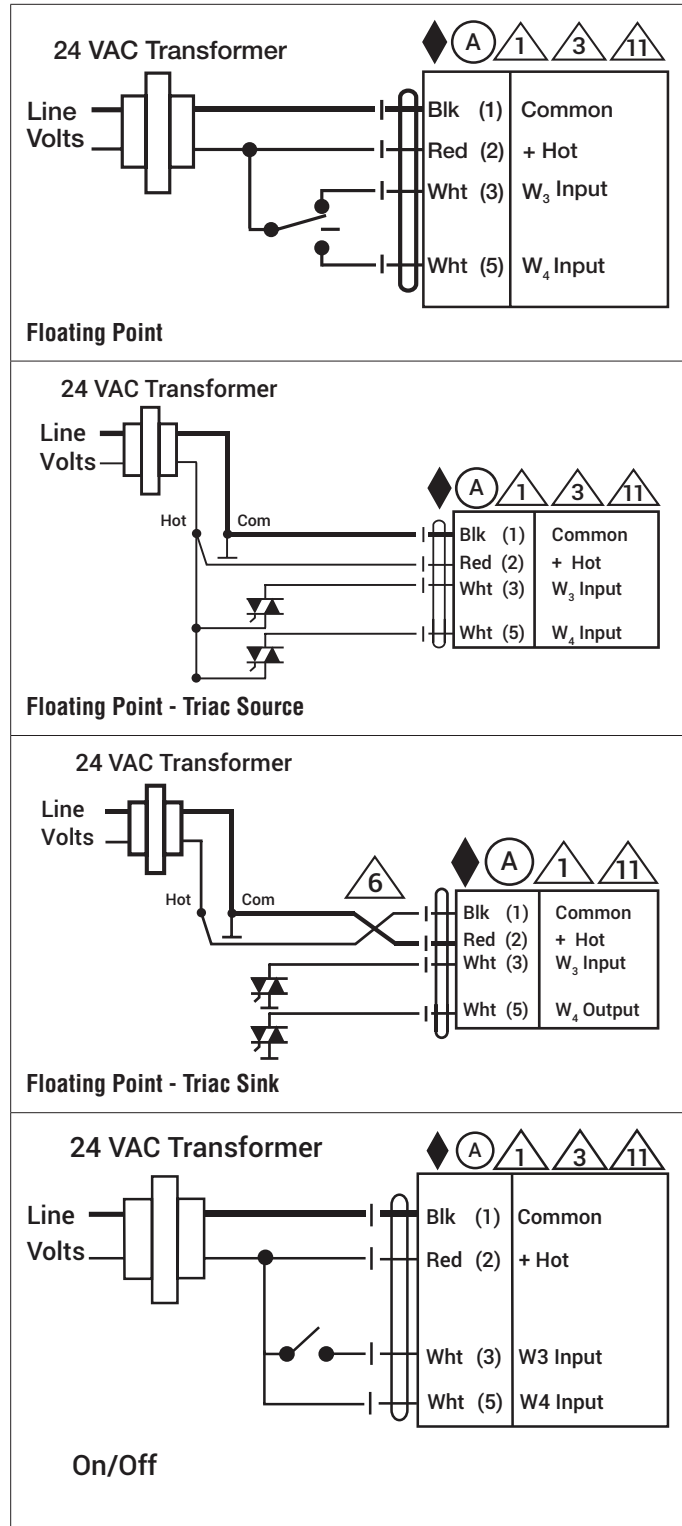 24 VAC Transformer
A 1 3 11
Line
Volts
Blk (1) Common
Red (2) + Hot
Wht (3) W3 Input
Wht (5) W4 Input
Floating Point
24 VAC Transformer
Line
Volts
A 1 3 11
Hot Com
Blk (1) Common
Red (2) + Hot
Wht (3) W3 Input
Wht (5) W4 Input
Floating Point - Triac Source
24 VAC Transformer
Line
Volts
6 A 1 11
Hot Com
Blk (1) Common
Red (2) + Hot
Wht (3) W3 Input
Wht (5) W4 Output
Floating Point - Triac Sink
24 VAC Transformer
A 1 3 11
Line
Volts
Blk (1) Common
Red (2) + Hot
Wht (3) W3 Input
Wht (5) W4 Input
On/Off